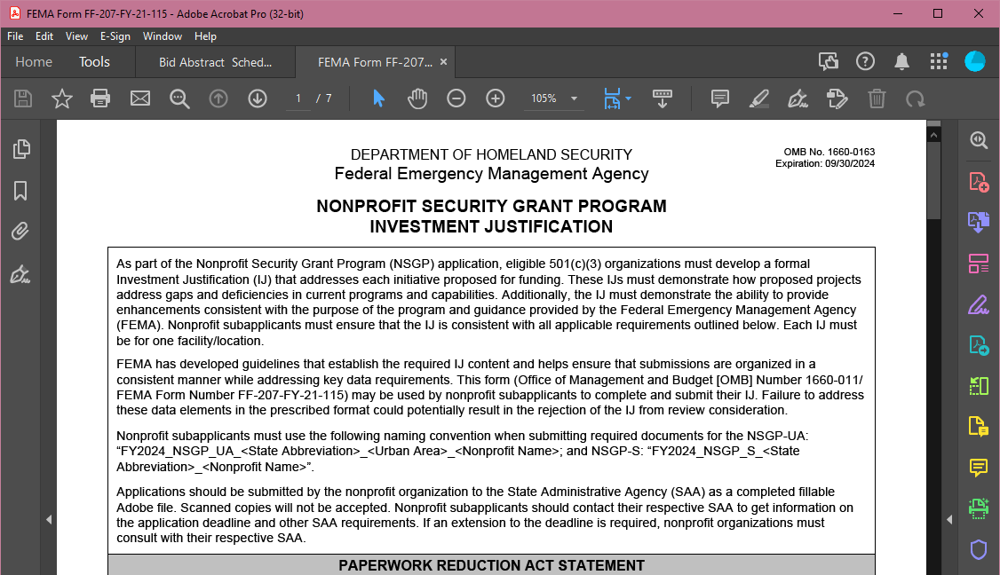 FEMA Form FF-207-FY-21-115 - Adobe Acrobat Pro (32-bit)
File Edit View E-Sign Window Help
Home Tools Bid Abstract Sched... FEMA Form FF-207... ×
1 / 7 105%
DEPARTMENT OF HOMELAND SECURITY
Federal Emergency Management Agency
OMB No. 1660-0163
Expiration: 09/30/2024
NONPROFIT SECURITY GRANT PROGRAM
INVESTMENT JUSTIFICATION
As part of the Nonprofit Security Grant Program (NSGP) application, eligible 501(c)(3) organizations must develop a formal
Investment Justification (IJ) that addresses each initiative proposed for funding. These IJs must demonstrate how proposed projects
address gaps and deficiencies in current programs and capabilities. Additionally, the IJ must demonstrate the ability to provide
enhancements consistent with the purpose of the program and guidance provided by the Federal Emergency Management Agency
(FEMA). Nonprofit subapplicants must ensure that the IJ is consistent with all applicable requirements outlined below. Each IJ must
be for one facility/location.
FEMA has developed guidelines that establish the required IJ content and helps ensure that submissions are organized in a
consistent manner while addressing key data requirements. This form (Office of Management and Budget [OMB] Number 1660-011/
FEMA Form Number FF-207-FY-21-115) may be used by nonprofit subapplicants to complete and submit their IJ. Failure to address
these data elements in the prescribed format could potentially result in the rejection of the IJ from review consideration.
Nonprofit subapplicants must use the following naming convention when submitting required documents for the NSGP-UA:
“FY2024_NSGP_UA_<State Abbreviation>_<Urban Area>_<Nonprofit Name>; and NSGP-S: “FY2024_NSGP_S_<State
Abbreviation>_<Nonprofit Name>”.
Applications should be submitted by the nonprofit organization to the State Administrative Agency (SAA) as a completed fillable
Adobe file. Scanned copies will not be accepted. Nonprofit subapplicants should contact their respective SAA to get information on
the application deadline and other SAA requirements. If an extension to the deadline is required, nonprofit organizations must
consult with their respective SAA.
PAPERWORK REDUCTION ACT STATEMENT